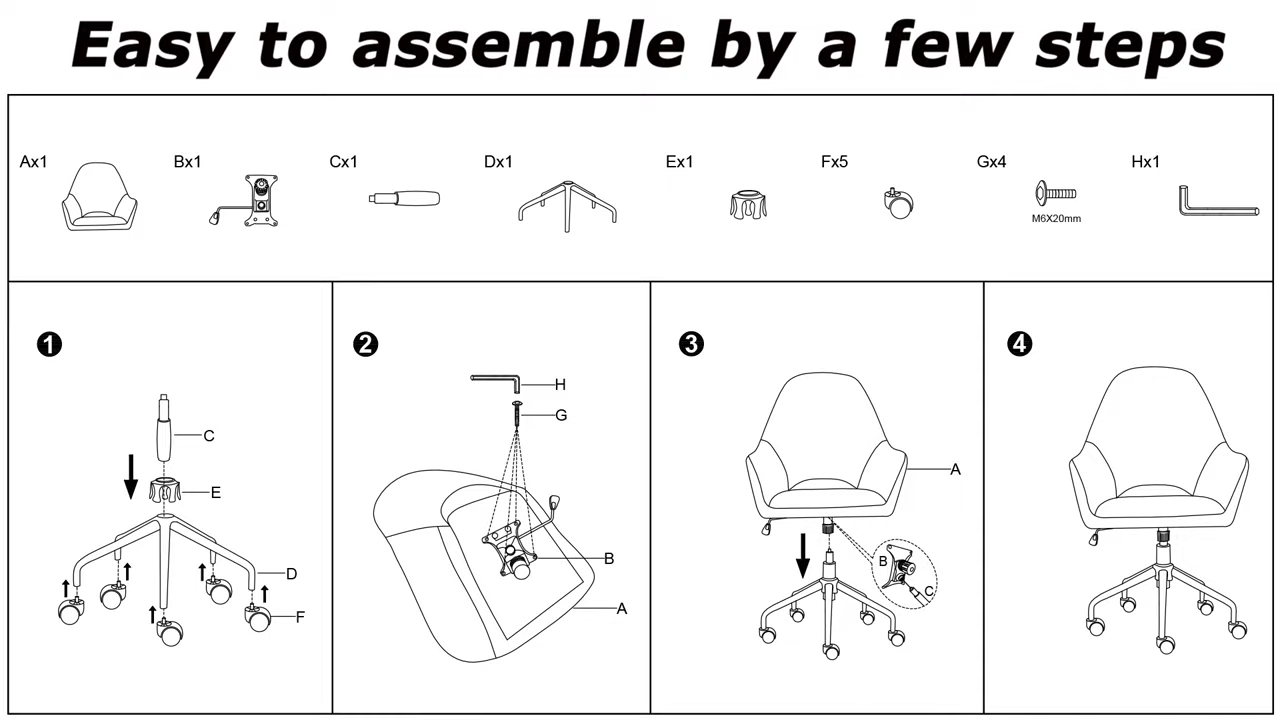 Easy to assemble by a few steps
Ax1 Bx1 Cx1 Dx1 Ex1 Fx5 Gx4 Hx1
M6X20mm
1 2 3 4
C
E
D
F
H
G
B
A
A
B
C